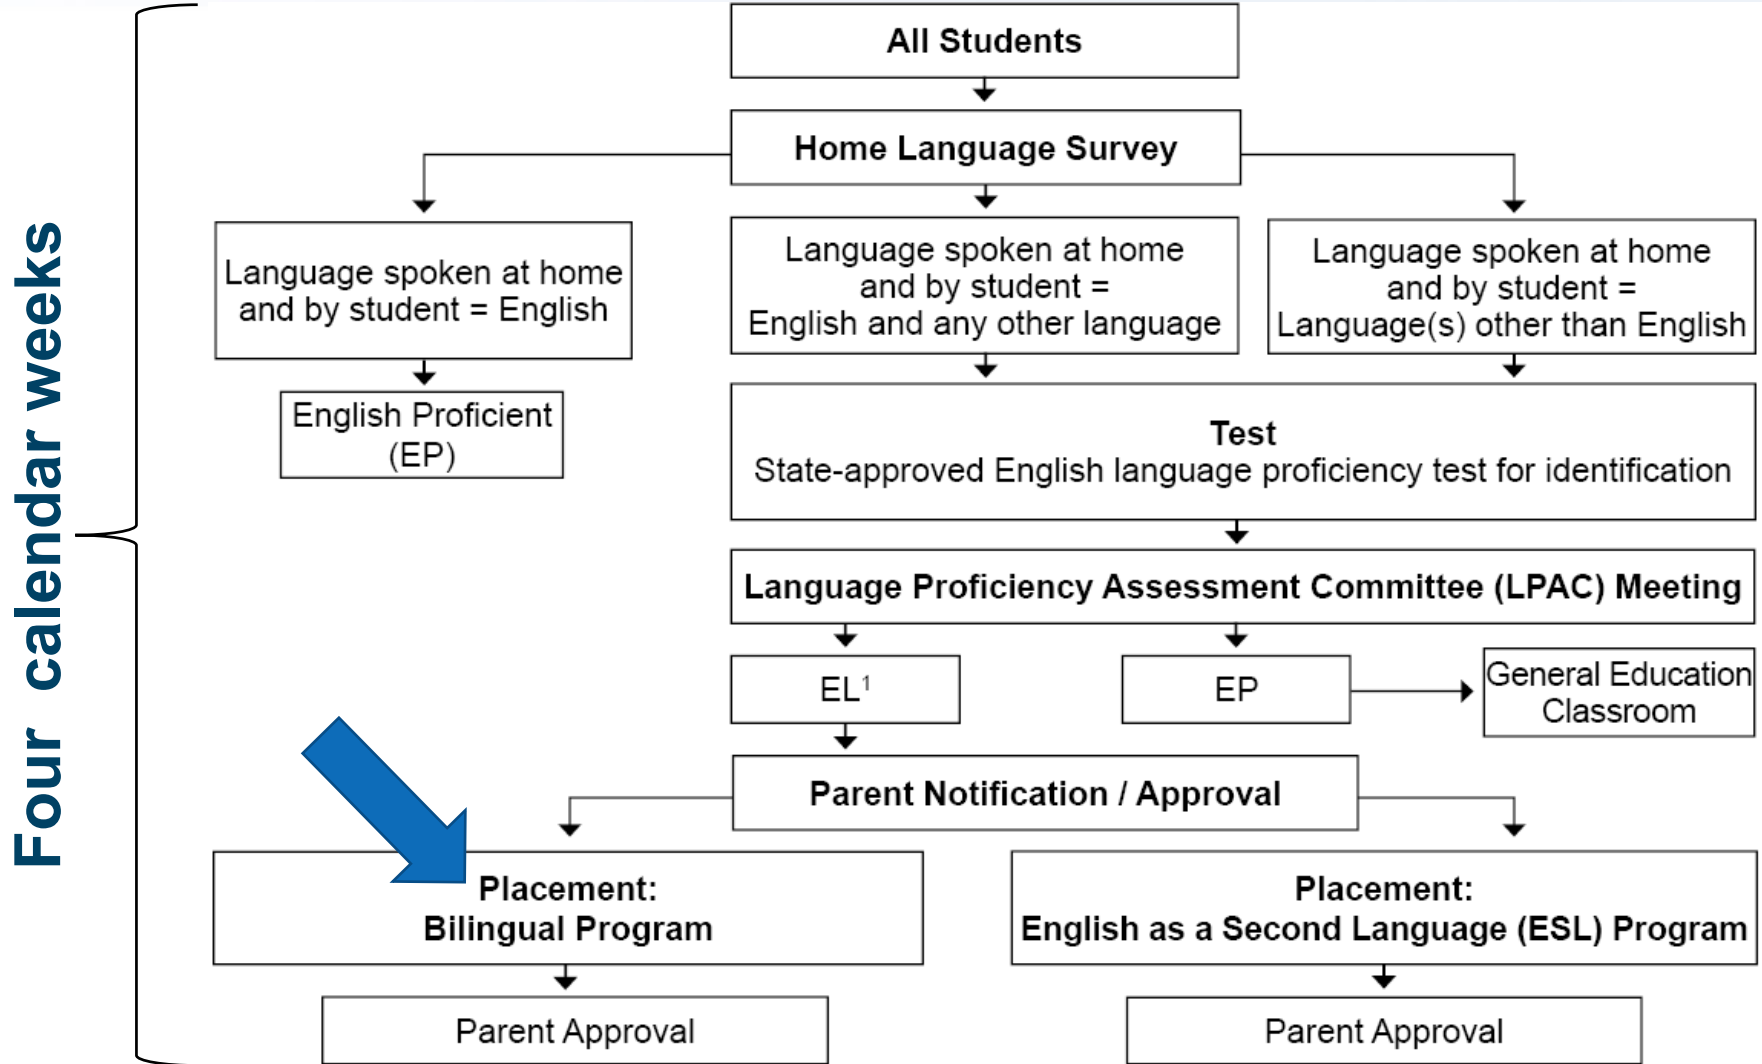 Four calendar weeks
All Students
Home Language Survey
Language spoken at home
and by student = English
Language spoken at home
and by student =
English and any other language
Language spoken at home
and by student =
Language(s) other than English
English Proficient
(EP)
Test
State-approved English language proficiency test for identification
Language Proficiency Assessment Committee (LPAC) Meeting
EL¹
EP
General Education
Classroom
Parent Notification / Approval
Placement:
Bilingual Program
Placement:
English as a Second Language (ESL) Program
Parent Approval
Parent Approval